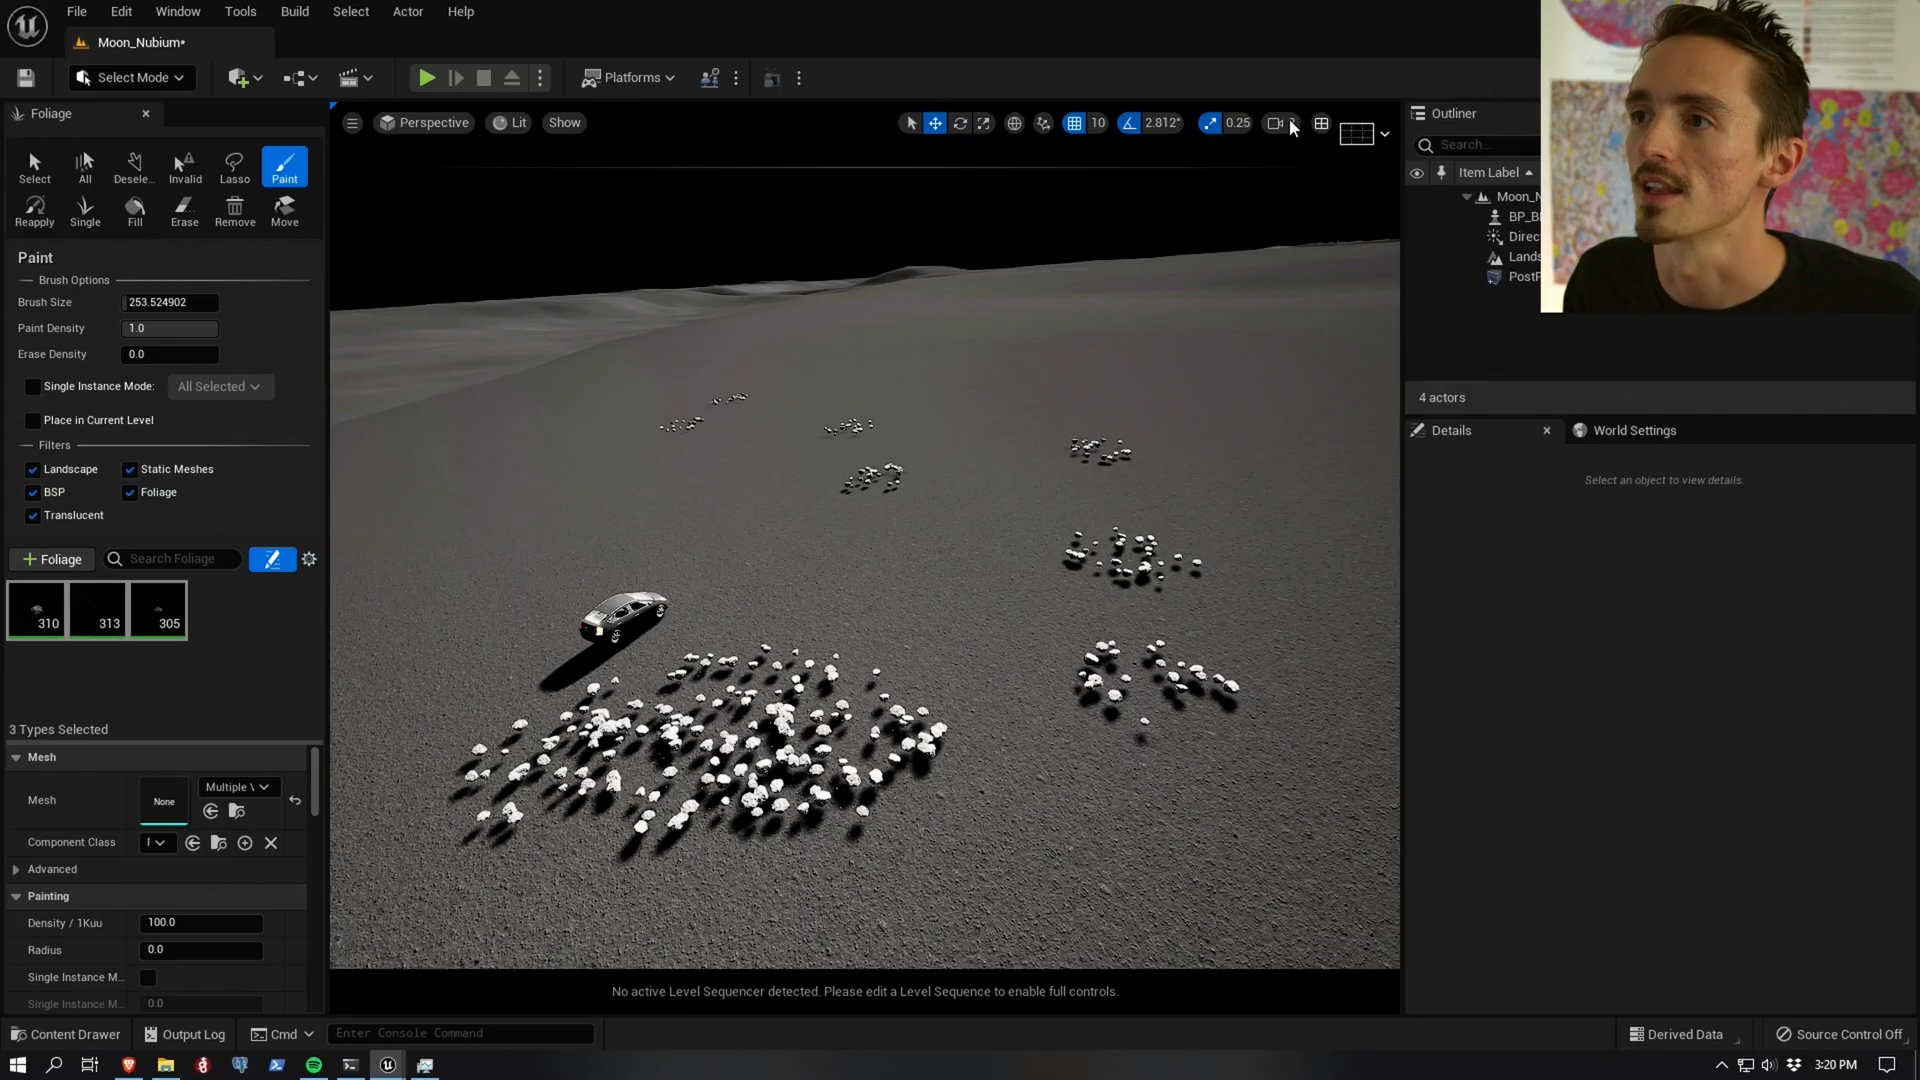 File Edit Window Tools Build Select Actor Help
Moon_Nubium*
Select Mode
Platforms
Foliage
Perspective Lit Show
10 2.812° 0.25
Outliner
Search...
Item Label
Select All Desele... Invalid Lasso Paint
Reapply Single Fill Erase Remove Move
Moon_N
BP_B
Direc
Lands
PostP
Paint
Brush Options
Brush Size 253.524902
Paint Density 1.0
Erase Density 0.0
Single Instance Mode: All Selected
Place in Current Level
Filters
Landscape Static Meshes
BSP Foliage
Translucent
4 actors
Details World Settings
Select an object to view details.
+ Foliage Search Foliage
310 313 305
3 Types Selected
Mesh
Mesh None Multiple \
Component Class
Advanced
Painting
Density / 1Kuu 100.0
Radius 0.0
Single Instance M...
Single Instance M... 0.0
No active Level Sequencer detected. Please edit a Level Sequence to enable full controls.
Content Drawer Output Log Cmd Enter Console Command Derived Data Source Control Off
3:20 PM